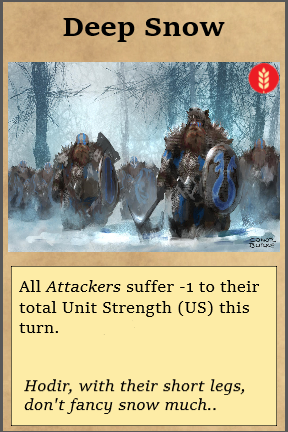 Deep Snow
All Attackers suffer -1 to their
total Unit Strength (US) this
turn.
Hodir, with their short legs,
don't fancy snow much..